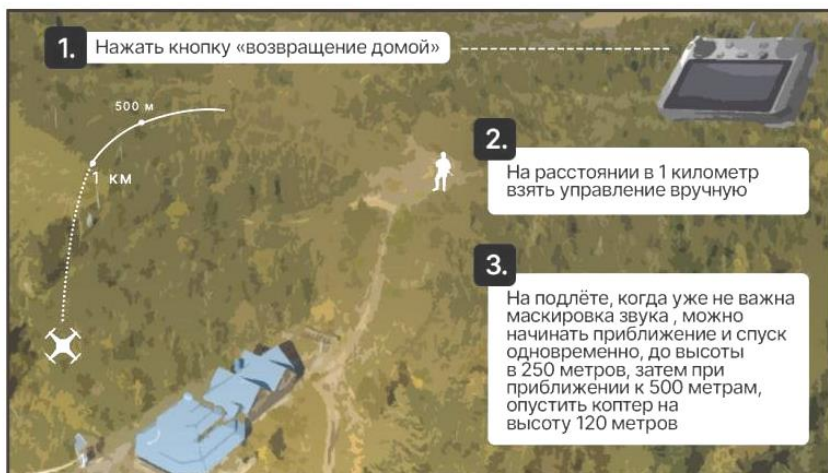 1. Нажать кнопку «возвращение домой»
500 м
1 км
2.
На расстоянии в 1 километр
взять управление вручную
3.
На подлёте, когда уже не важна
маскировка звука , можно
начинать приближение и спуск
одновременно, до высоты
в 250 метров, затем при
приближении к 500 метрам,
опустить коптер на
высоту 120 метров